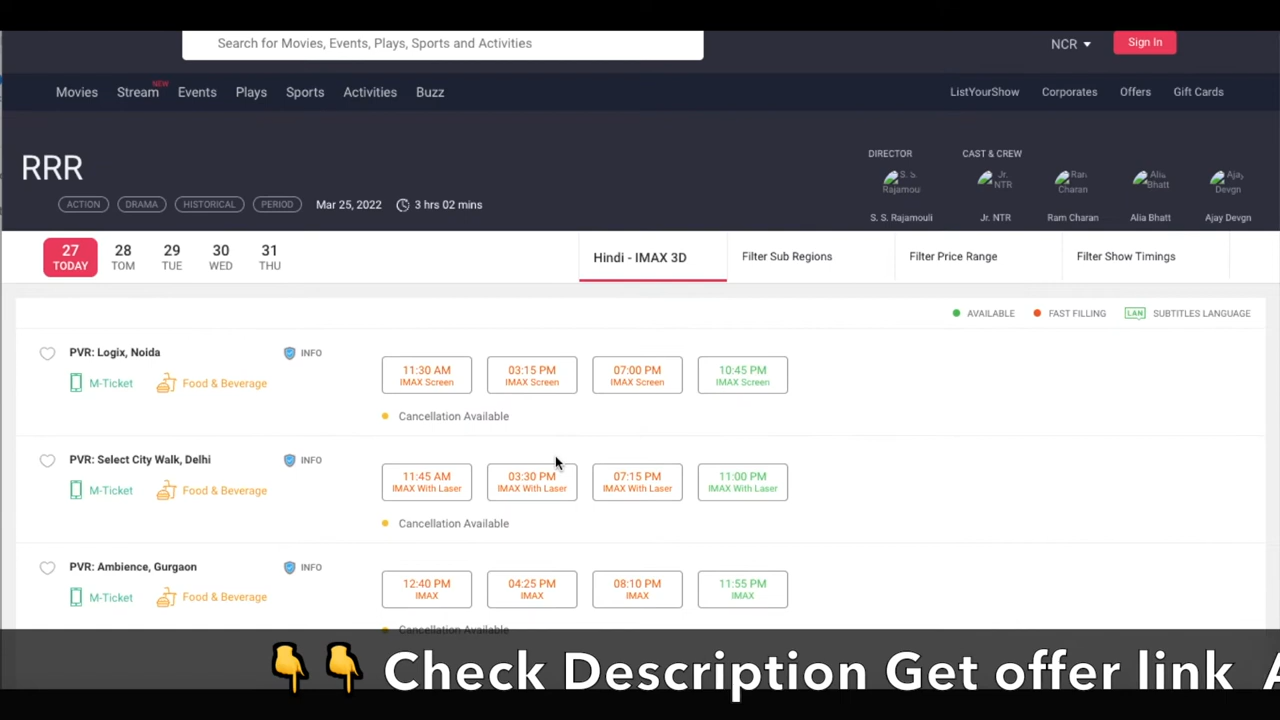 Search for Movies, Events, Plays, Sports and Activities
NCR
Sign In
Movies Stream NEW Events Plays Sports Activities Buzz
ListYourShow Corporates Offers Gift Cards
RRR
ACTION DRAMA HISTORICAL PERIOD Mar 25, 2022 3 hrs 02 mins
DIRECTOR CAST & CREW
S. S. Rajamouli Jr. NTR Ram Charan Alia Bhatt Ajay Devgn
27 TODAY
28 TOM
29 TUE
30 WED
31 THU
Hindi - IMAX 3D
Filter Sub Regions
Filter Price Range
Filter Show Timings
AVAILABLE FAST FILLING LAN SUBTITLES LANGUAGE
PVR: Logix, Noida INFO
M-Ticket Food & Beverage
11:30 AM 03:15 PM 07:00 PM 10:45 PM
IMAX Screen IMAX Screen IMAX Screen IMAX Screen
Cancellation Available
PVR: Select City Walk, Delhi INFO
M-Ticket Food & Beverage
11:45 AM 03:30 PM 07:15 PM 11:00 PM
IMAX With Laser IMAX With Laser IMAX With Laser IMAX With Laser
Cancellation Available
PVR: Ambience, Gurgaon INFO
M-Ticket Food & Beverage
12:40 PM 04:25 PM 08:10 PM 11:55 PM
IMAX IMAX IMAX IMAX
Cancellation Available
Check Description Get offer link A